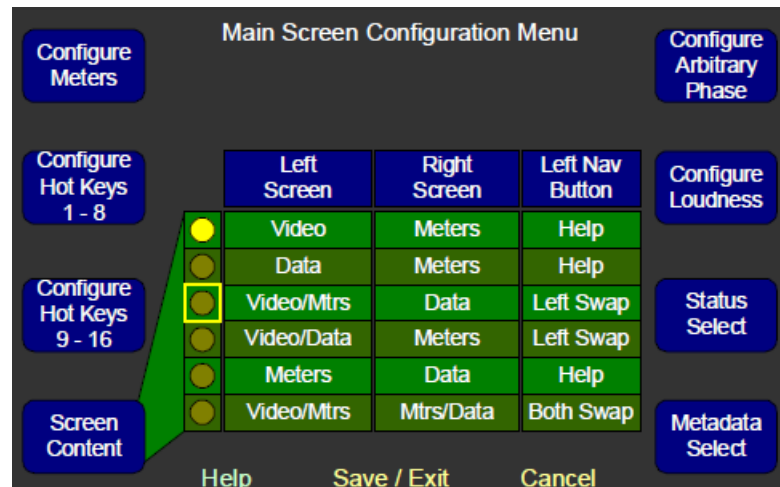 Main Screen Configuration Menu
Configure
Meters
Configure
Arbitrary
Phase
Configure
Hot Keys
1 - 8
Left
Screen
Right
Screen
Left Nav
Button
Configure
Loudness
Video Meters Help
Data Meters Help
Configure
Hot Keys
9 - 16
Video/Mtrs Data Left Swap
Video/Data Meters Left Swap
Status
Select
Meters Data Help
Video/Mtrs Mtrs/Data Both Swap
Screen
Content
Metadata
Select
Help Save / Exit Cancel